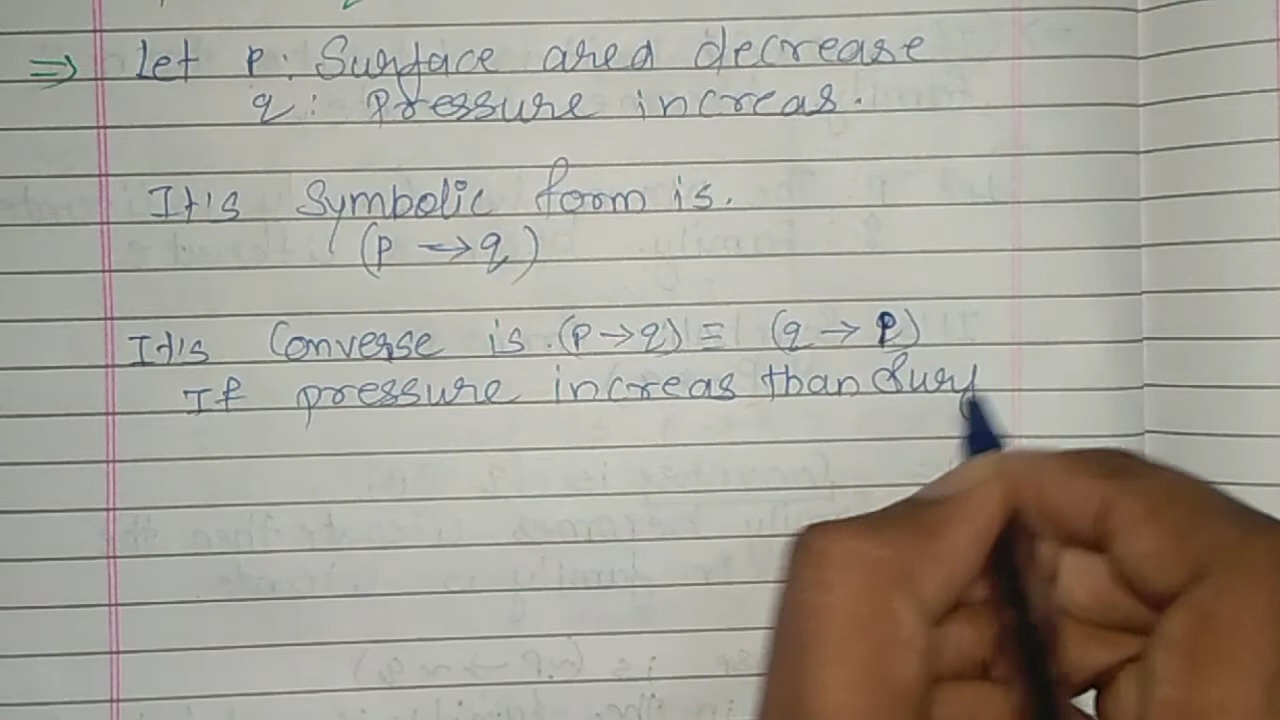 ⇒ Let p: Surface area decrease
q: Pressure increas.
It's Symbolic form is.
(p → q)
It's Converse is. (p → q) ≡ (q → p)
If pressure increas than Surf